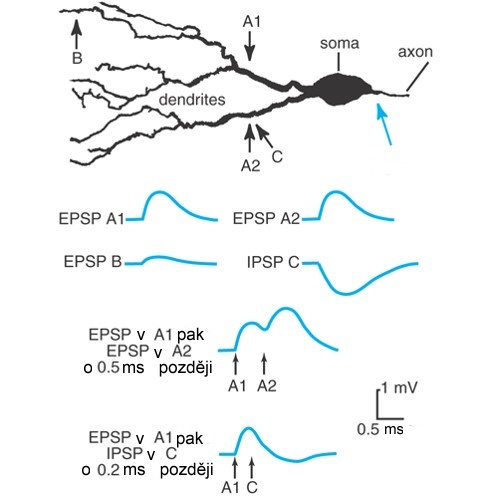 A1
soma
axon
B
dendrites
A2
C
EPSP A1
EPSP A2
EPSP B
IPSP C
EPSP v A1 pak
EPSP v A2
o 0.5 ms později
A1 A2
1 mV
0.5 ms
EPSP v A1 pak
IPSP v C
o 0.2 ms později
A1 C